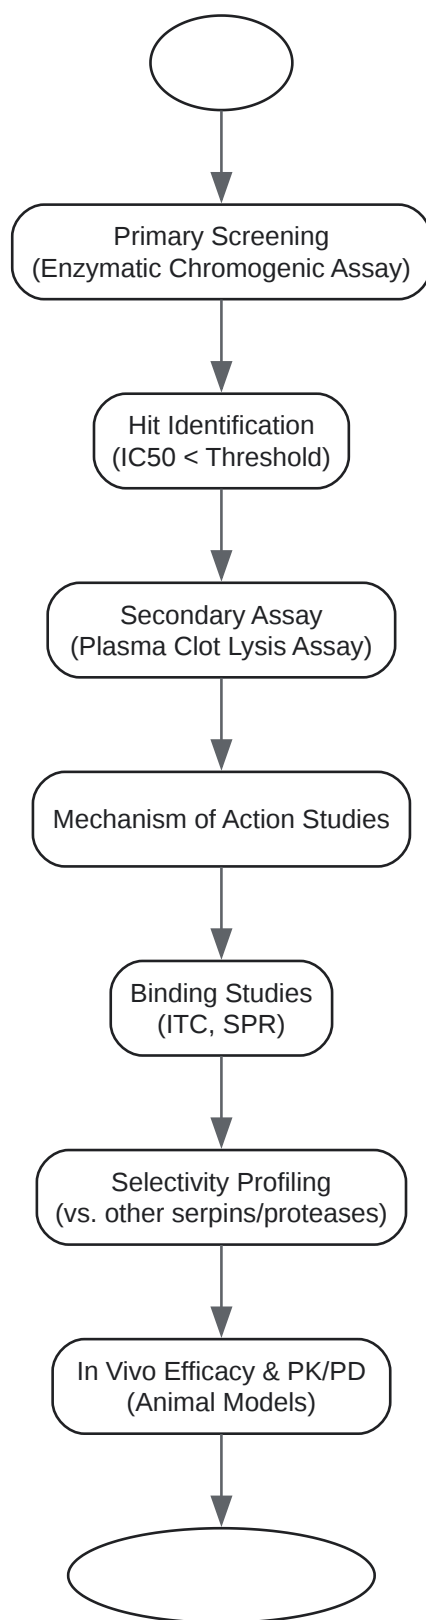 Primary Screening
(Enzymatic Chromogenic Assay)
Hit Identification
(IC50 < Threshold)
Secondary Assay
(Plasma Clot Lysis Assay)
Mechanism of Action Studies
Binding Studies
(ITC, SPR)
Selectivity Profiling
(vs. other serpins/proteases)
In Vivo Efficacy & PK/PD
(Animal Models)